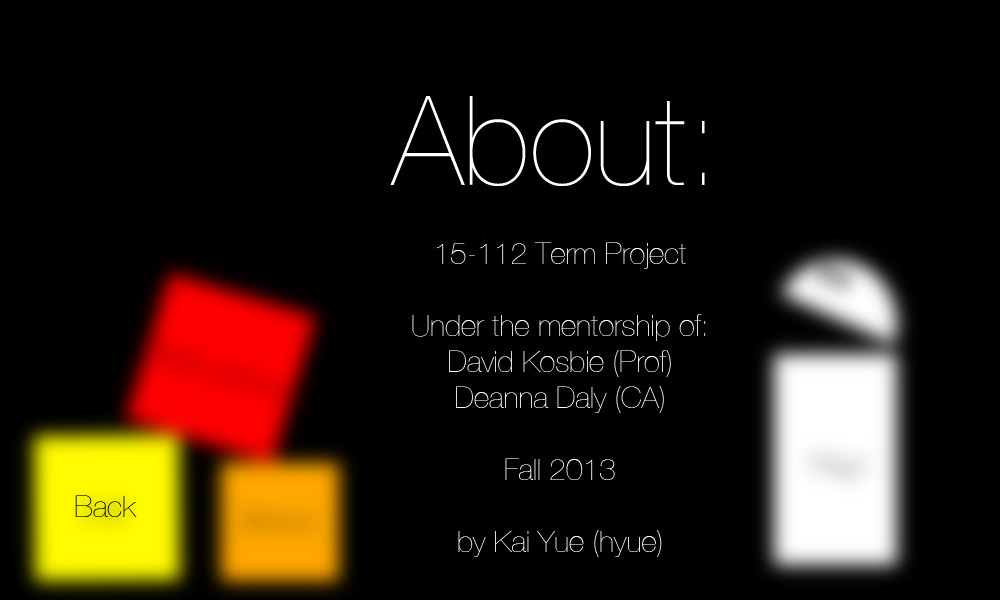 About:
15-112 Term Project
Under the mentorship of:
David Kosbie (Prof)
Deanna Daly (CA)
Fall 2013
by Kai Yue (hyue)
Back